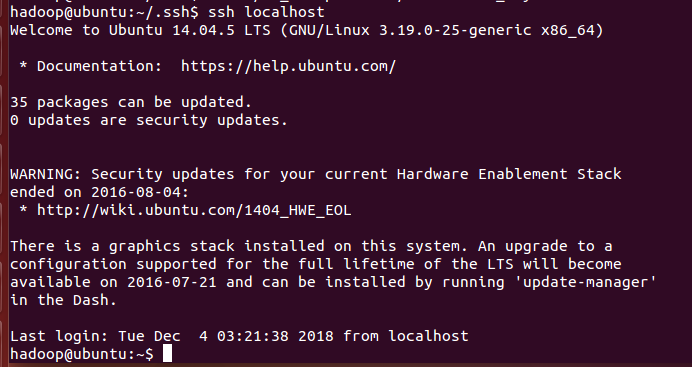 hadoop@ubuntu:~/.ssh$ ssh localhost
Welcome to Ubuntu 14.04.5 LTS (GNU/Linux 3.19.0-25-generic x86_64)
* Documentation:  https://help.ubuntu.com/
35 packages can be updated.
0 updates are security updates.
WARNING: Security updates for your current Hardware Enablement Stack
ended on 2016-08-04:
* http://wiki.ubuntu.com/1404_HWE_EOL
There is a graphics stack installed on this system. An upgrade to a
configuration supported for the full lifetime of the LTS will become
available on 2016-07-21 and can be installed by running 'update-manager'
in the Dash.
Last login: Tue Dec  4 03:21:38 2018 from localhost
hadoop@ubuntu:~$